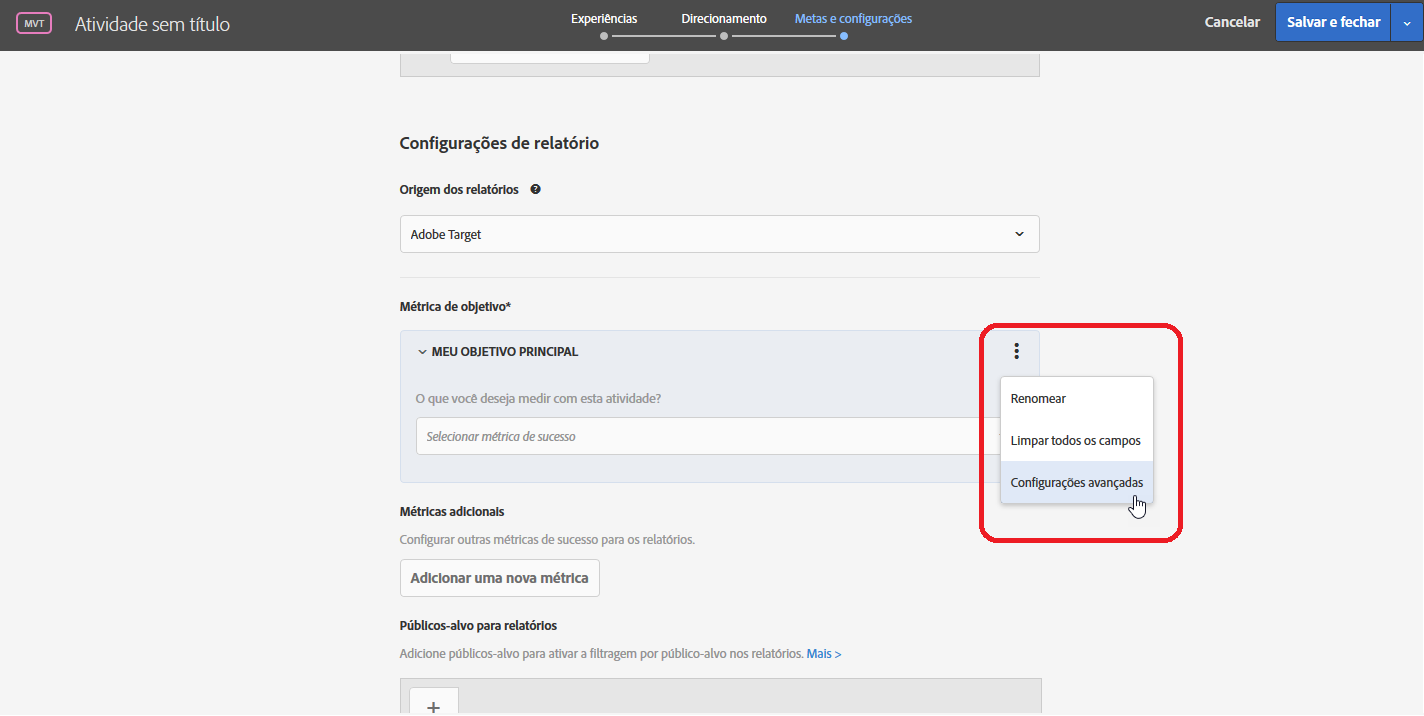 MVT
Atividade sem título
Experiências
Direcionamento
Metas e configurações
Cancelar
Salvar e fechar
Configurações de relatório
Origem dos relatórios
Adobe Target
Métrica de objetivo*
MEU OBJETIVO PRINCIPAL
O que você deseja medir com esta atividade?
Selecionar métrica de sucesso
Renomear
Limpar todos os campos
Configurações avançadas
Métricas adicionais
Configurar outras métricas de sucesso para os relatórios.
Adicionar uma nova métrica
Públicos-alvo para relatórios
Adicione públicos-alvo para ativar a filtragem por público-alvo nos relatórios. Mais >